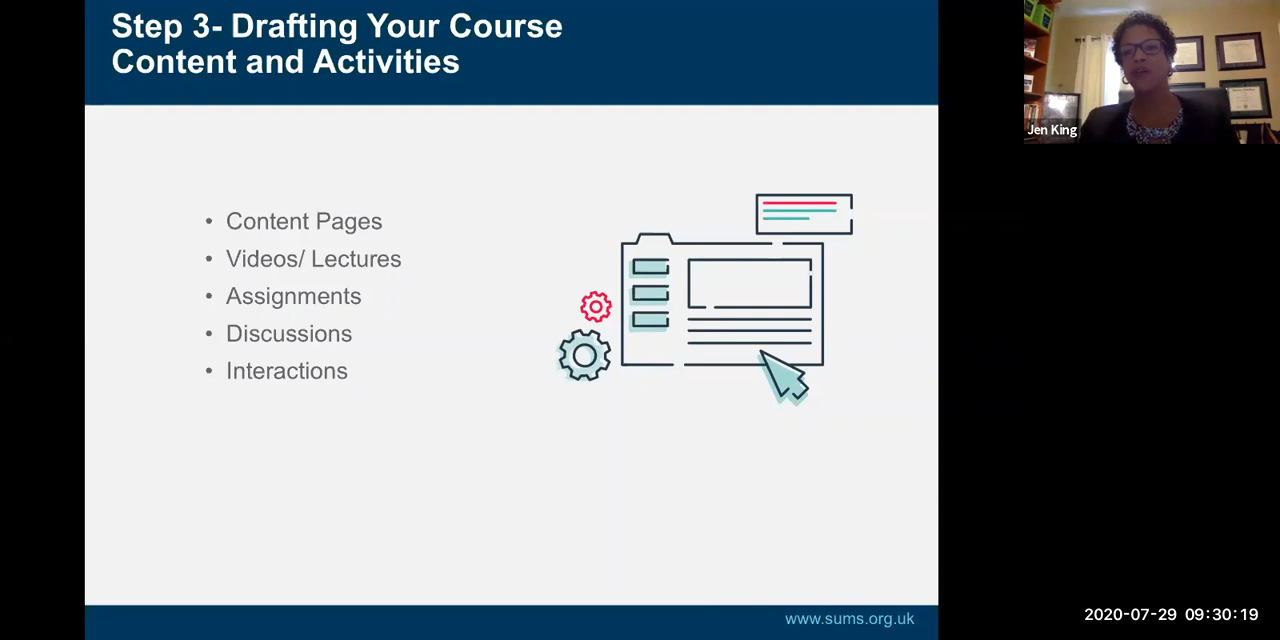 Step 3- Drafting Your Course
Content and Activities
• Content Pages
• Videos/ Lectures
• Assignments
• Discussions
• Interactions
www.sums.org.uk
Jen King
2020-07-29 09:30:19